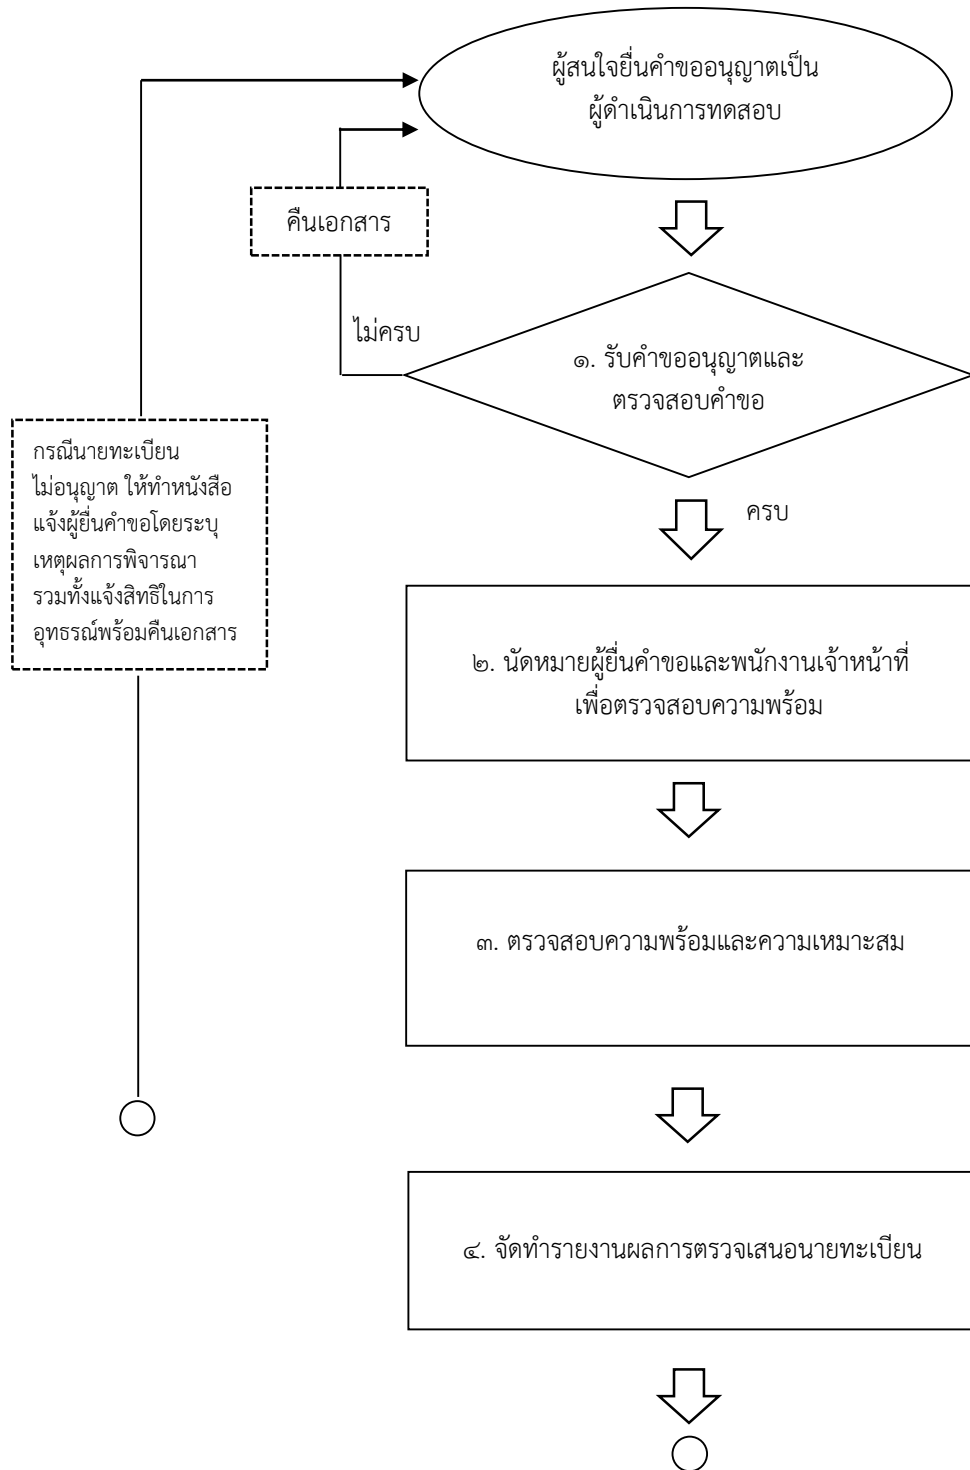 ผู้สนใจยื่นคำขออนุญาตเป็น
ผู้ดำเนินการทดสอบ
คืนเอกสาร
ไม่ครบ
๑. รับคำขออนุญาตและ
ตรวจสอบคำขอ
กรณีนายทะเบียน
ไม่อนุญาต ให้ทำหนังสือ
แจ้งผู้ยื่นคำขอโดยระบุ
เหตุผลการพิจารณา
รวมทั้งแจ้งสิทธิในการ
อุทธรณ์พร้อมคืนเอกสาร
ครบ
๒. นัดหมายผู้ยื่นคำขอและพนักงานเจ้าหน้าที่
เพื่อตรวจสอบความพร้อม
๓. ตรวจสอบความพร้อมและความเหมาะสม
๔. จัดทำรายงานผลการตรวจเสนอนายทะเบียน